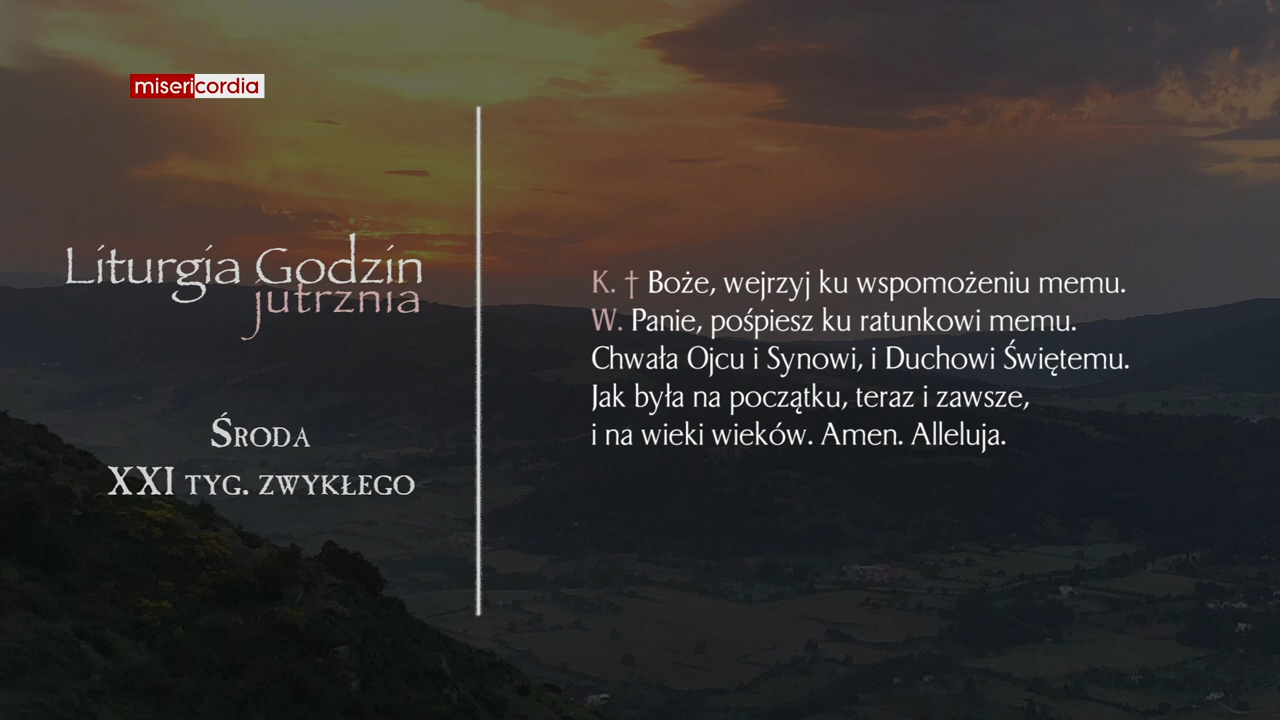 misericordia
Liturgia Godzin
jutrznia
Środa
XXI tyg. zwykłego
K. † Boże, wejrzyj ku wspomożeniu memu.
W. Panie, pośpiesz ku ratunkowi memu.
Chwała Ojcu i Synowi, i Duchowi Świętemu.
Jak była na początku, teraz i zawsze,
i na wieki wieków. Amen. Alleluja.